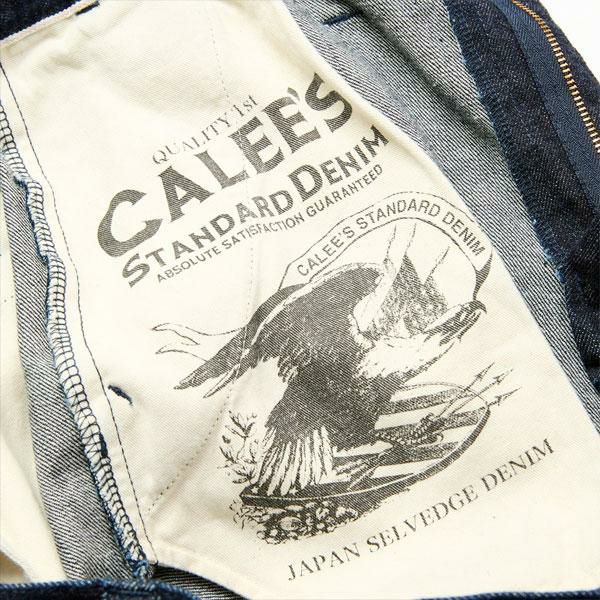 QUALITY 1st
CALEE'S
STANDARD DENIM
ABSOLUTE SATISFACTION GUARANTEED
CALEE'S STANDARD DENIM
JAPAN SELVEDGE DENIM